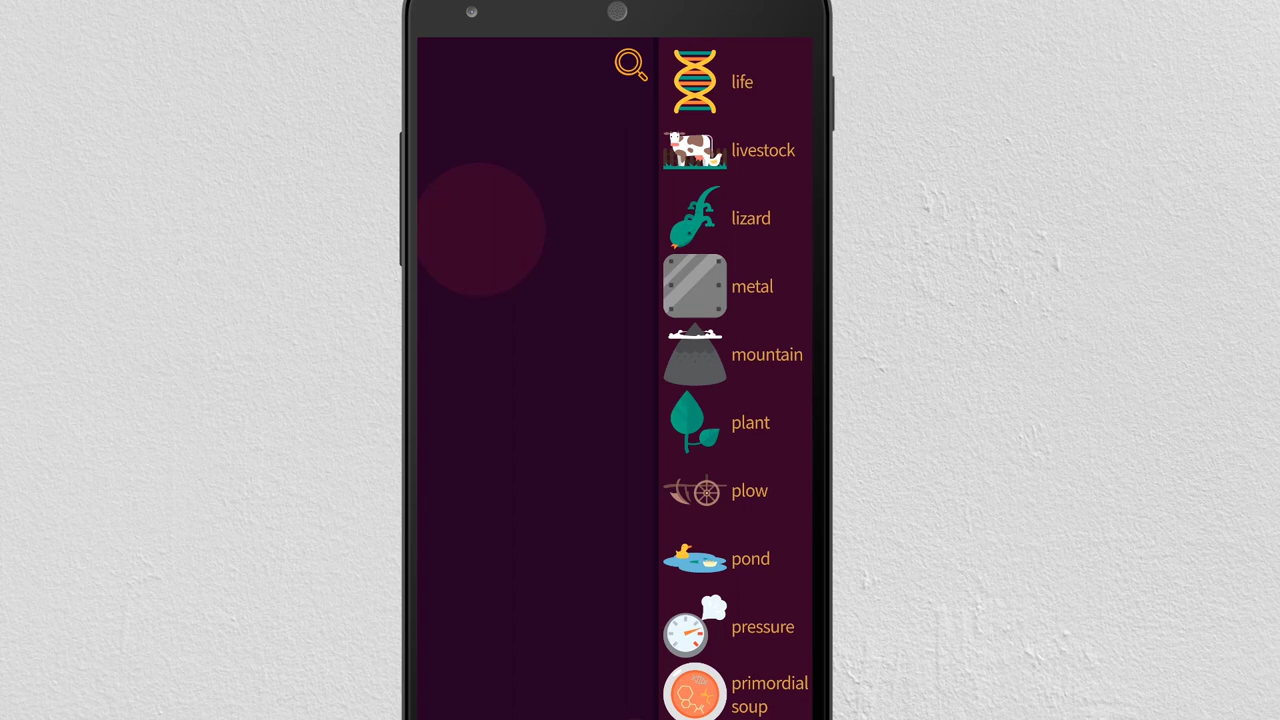 life
livestock
lizard
metal
mountain
plant
plow
pond
pressure
primordial
soup